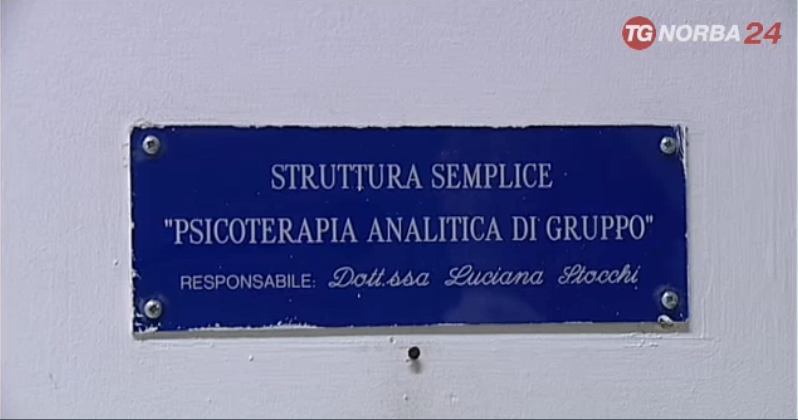 TG NORBA 24
STRUTTURA SEMPLICE
"PSICOTERAPIA ANALITICA DI GRUPPO"
RESPONSABILE: Dott.ssa Luciana Stocchi